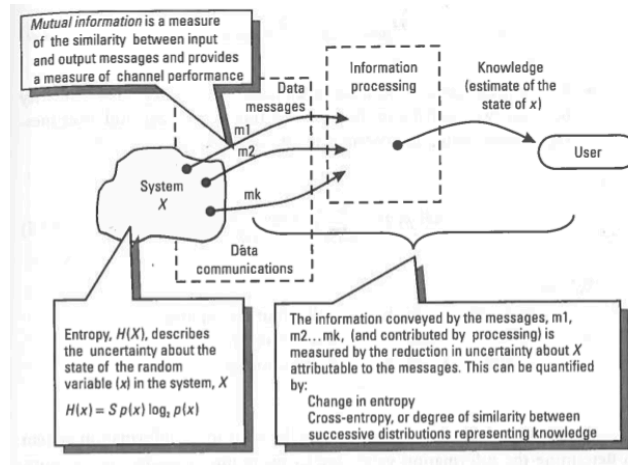 Mutual information is a measure
of the similarity between input
and output messages and provides
a measure of channel performance
Data
messages
m1
m2
mk
System
X
Data
communications
Information
processing
Knowledge
(estimate of the
state of x)
User
Entropy, H(X), describes
the uncertainty about the
state of the random
variable (x) in the system, X
H(x) = S p(x) log₂ p(x)
The information conveyed by the messages, m1,
m2...mk, (and contributed by processing) is
measured by the reduction in uncertainty about X
attributable to the messages. This can be quantified
by:
Change in entropy
Cross-entropy, or degree of similarity between
successive distributions representing knowledge